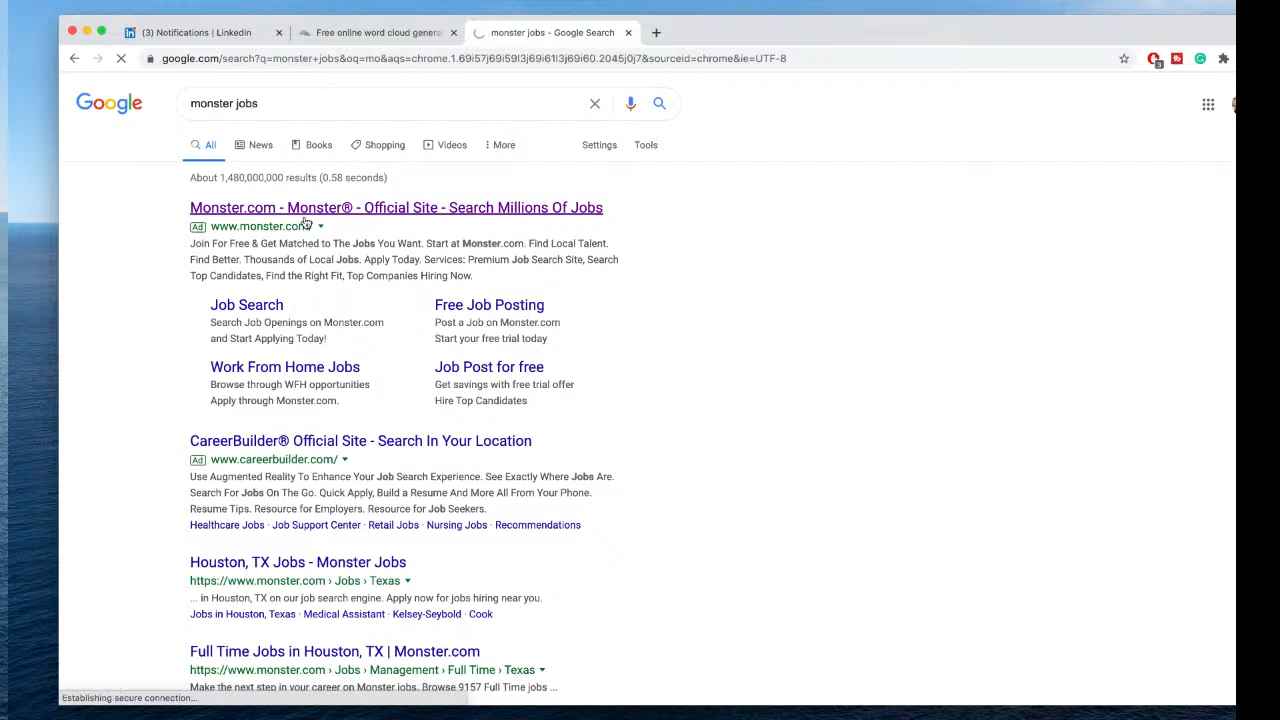 (3) Notifications | LinkedIn
Free online word cloud genera
monster jobs - Google Search
google.com/search?q=monster+jobs&oq=mo&aqs=chrome.1.69i57j69i59l3j69i61l3j69i60.2045j0j7&sourceid=chrome&ie=UTF-8
3
Google
monster jobs
All News Books Shopping Videos More Settings Tools
About 1,480,000,000 results (0.58 seconds)
Monster.com - Monster® - Official Site - Search Millions Of Jobs
Ad www.monster.com/
Join For Free & Get Matched to The Jobs You Want. Start at Monster.com. Find Local Talent.
Find Better. Thousands of Local Jobs. Apply Today. Services: Premium Job Search Site, Search
Top Candidates, Find the Right Fit, Top Companies Hiring Now.
Job Search
Search Job Openings on Monster.com
and Start Applying Today!
Free Job Posting
Post a Job on Monster.com
Start your free trial today
Work From Home Jobs
Browse through WFH opportunities
Apply through Monster.com.
Job Post for free
Get savings with free trial offer
Hire Top Candidates
CareerBuilder® Official Site - Search In Your Location
Ad www.careerbuilder.com/
Use Augmented Reality To Enhance Your Job Search Experience. See Exactly Where Jobs Are.
Search For Jobs On The Go. Quick Apply, Build a Resume And More All From Your Phone.
Resume Tips. Resource for Employers. Resource for Job Seekers.
Healthcare Jobs · Job Support Center · Retail Jobs · Nursing Jobs · Recommendations
Houston, TX Jobs - Monster Jobs
https://www.monster.com › Jobs › Texas
... in Houston, TX on our job search engine. Apply now for jobs hiring near you.
Jobs in Houston, Texas · Medical Assistant · Kelsey-Seybold · Cook
Full Time Jobs in Houston, TX | Monster.com
https://www.monster.com › Jobs › Management › Full Time › Texas
Make the next step in your career on Monster jobs. Browse 9157 Full Time jobs ...
Establishing secure connection...